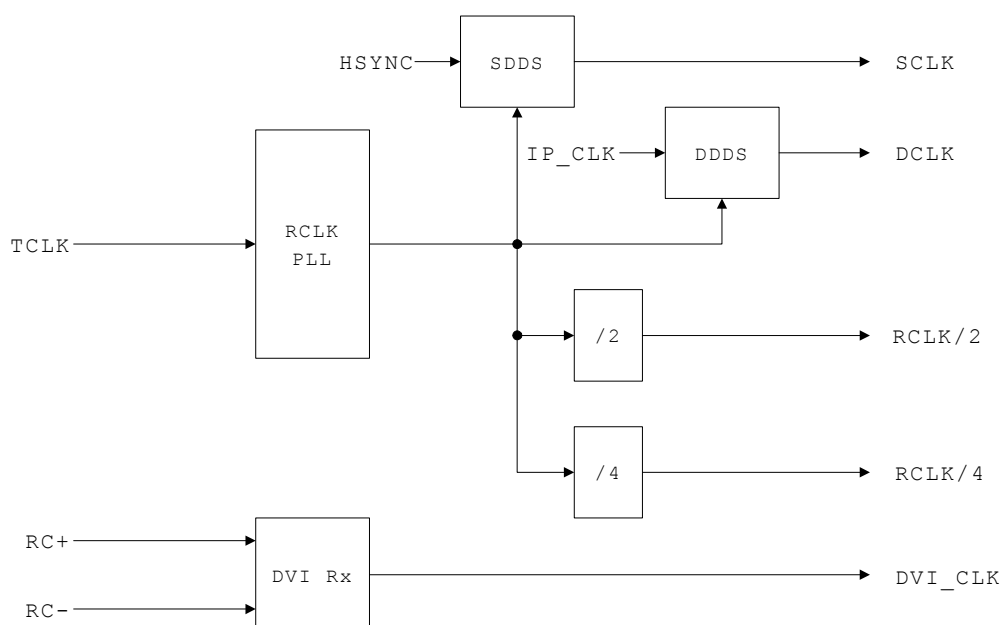 HSYNC
SDDS
SCLK
IP_CLK
DDDS
DCLK
TCLK
RCLK
PLL
/2
RCLK/2
/4
RCLK/4
RC+
DVI Rx
DVI_CLK
RC-